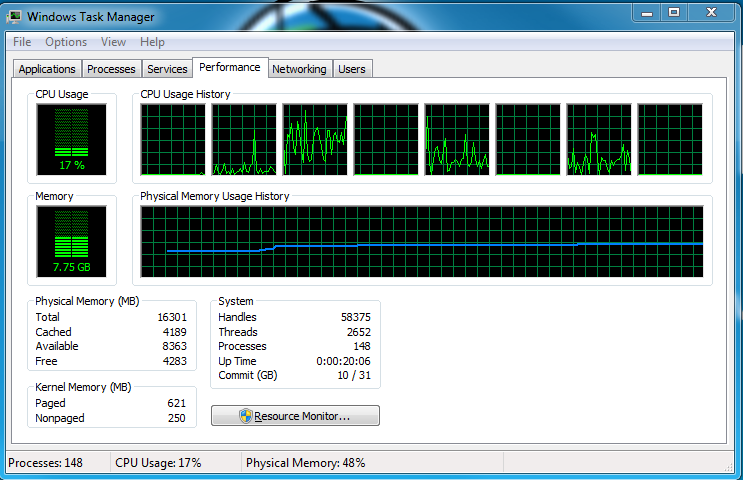 Windows Task Manager
File Options View Help
Applications Processes Services Performance Networking Users
CPU Usage
CPU Usage History
17 %
Memory
Physical Memory Usage History
7.75 GB
Physical Memory (MB)
Total 16301
Cached 4189
Available 8363
Free 4283
Kernel Memory (MB)
Paged 621
Nonpaged 250
System
Handles 58375
Threads 2652
Processes 148
Up Time 0:00:20:06
Commit (GB) 10 / 31
Resource Monitor...
Processes: 148 CPU Usage: 17% Physical Memory: 48%